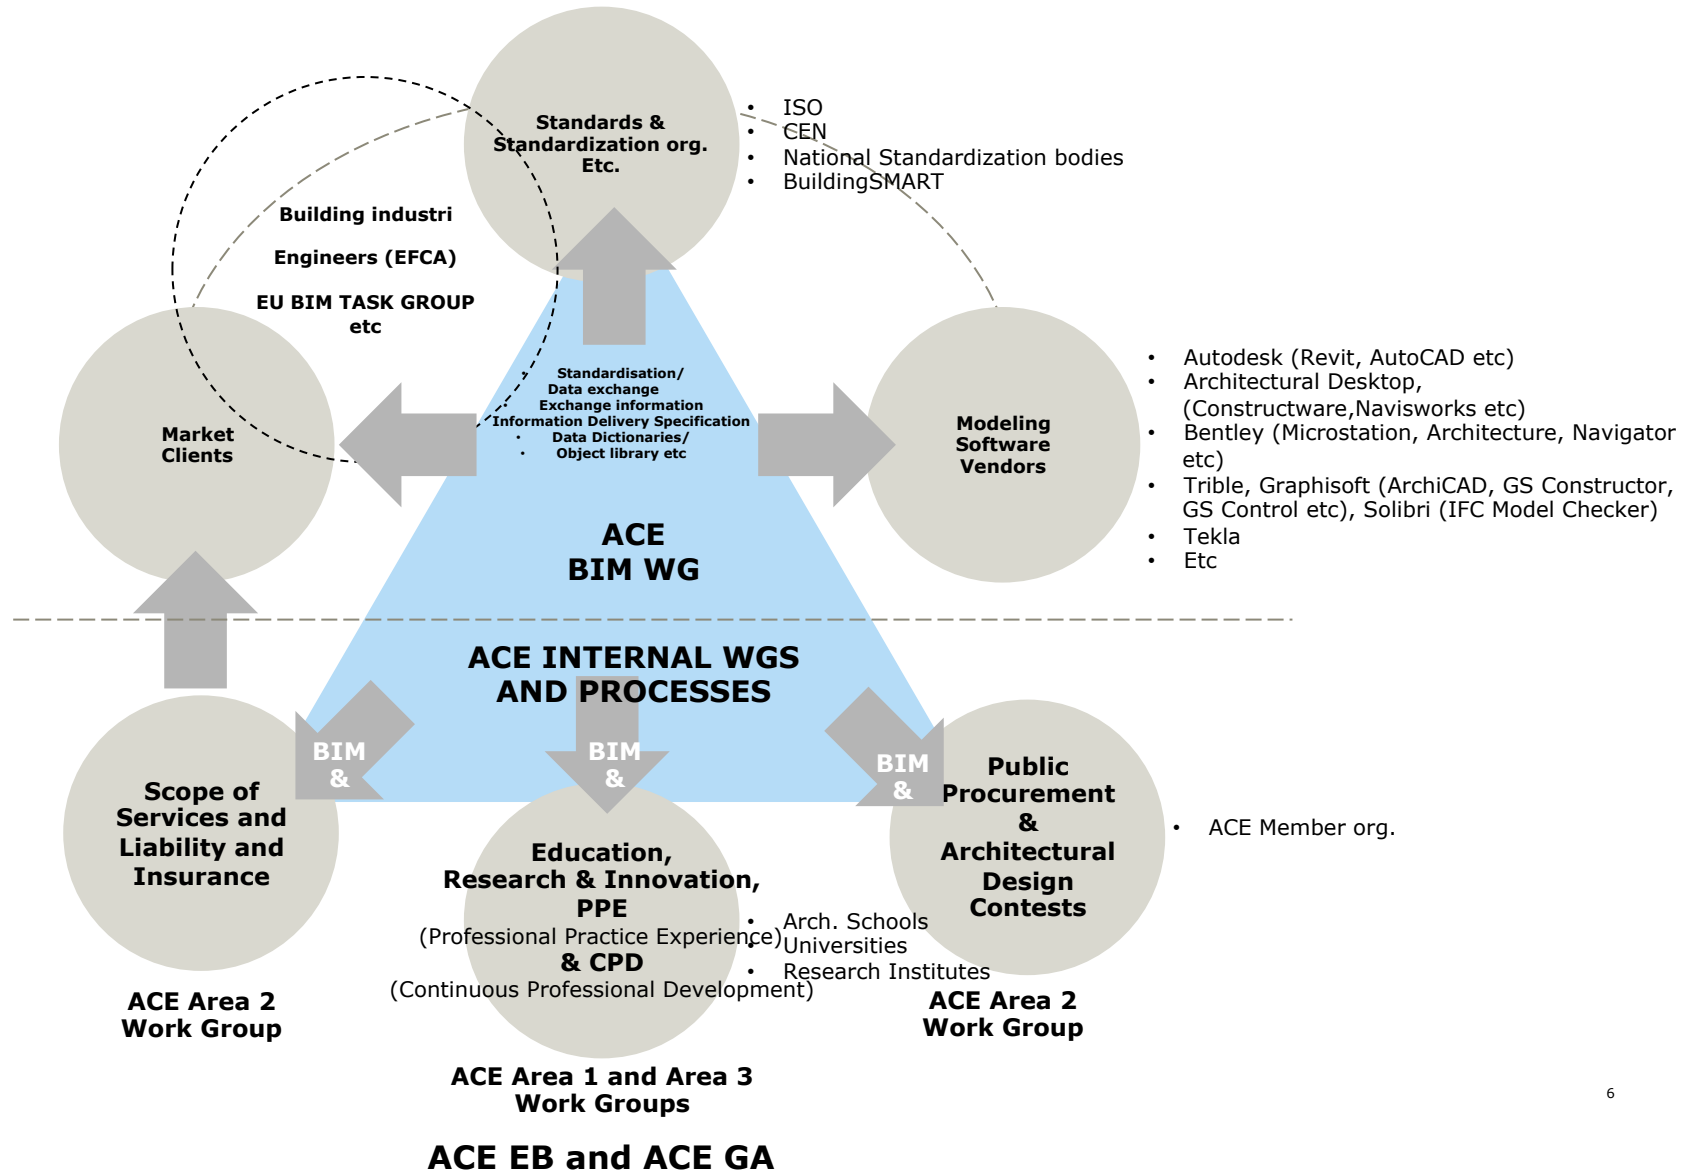 Standards &
Standardization org.
Etc.
• ISO
• CEN
• National Standardization bodies
• BuildingSMART
Building industri
Engineers (EFCA)
EU BIM TASK GROUP
etc
• Standardisation/
Data exchange
• Exchange information
Information Delivery Specification
• Data Dictionaries/
• Object library etc
Market
Clients
Modeling
Software
Vendors
• Autodesk (Revit, AutoCAD etc)
• Architectural Desktop,
(Constructware,Navisworks etc)
• Bentley (Microstation, Architecture, Navigator
etc)
• Trible, Graphisoft (ArchiCAD, GS Constructor,
GS Control etc), Solibri (IFC Model Checker)
• Tekla
• Etc
ACE
BIM WG
ACE INTERNAL WGS
AND PROCESSES
BIM
&
BIM
&
BIM
&
Scope of
Services and
Liability and
Insurance
ACE Area 2
Work Group
Education,
Research & Innovation,
PPE
(Professional Practice Experience)
& CPD
(Continuous Professional Development)
• Arch. Schools
• Universities
• Research Institutes
ACE Area 1 and Area 3
Work Groups
Public
Procurement
&
Architectural
Design
Contests
• ACE Member org.
ACE Area 2
Work Group
ACE EB and ACE GA
6